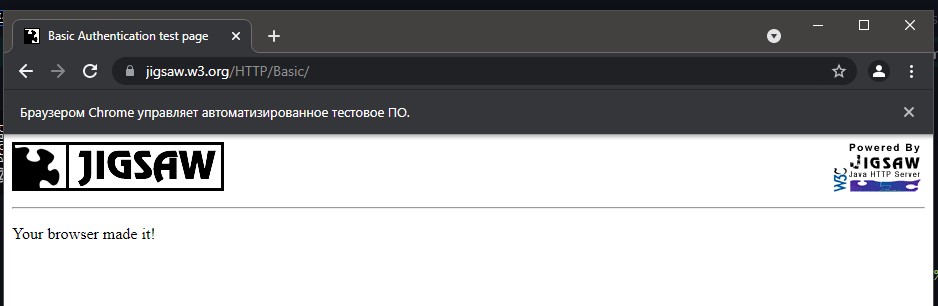 Basic Authentication test page
jigsaw.w3.org/HTTP/Basic/
Браузером Chrome управляет автоматизированное тестовое ПО.
JIGSAW
Powered By
JIGSAW
Java HTTP Server
W3C
Your browser made it!